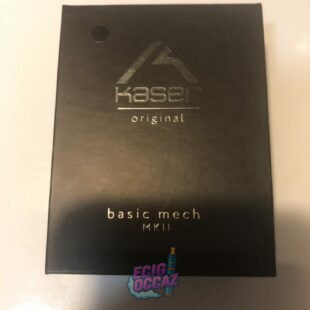 kaser
original
basic mech
MKII
ECIG
OCCAZ